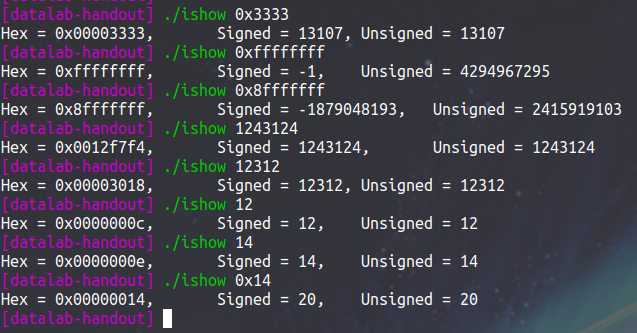 [datalab-handout] ./ishow 0x3333
Hex = 0x00003333,	Signed = 13107,	Unsigned = 13107
[datalab-handout] ./ishow 0xffffffff
Hex = 0xffffffff,	Signed = -1,	Unsigned = 4294967295
[datalab-handout] ./ishow 0x8fffffff
Hex = 0x8fffffff,	Signed = -1879048193,	Unsigned = 2415919103
[datalab-handout] ./ishow 1243124
Hex = 0x0012f7f4,	Signed = 1243124,	Unsigned = 1243124
[datalab-handout] ./ishow 12312
Hex = 0x00003018,	Signed = 12312,	Unsigned = 12312
[datalab-handout] ./ishow 12
Hex = 0x0000000c,	Signed = 12,	Unsigned = 12
[datalab-handout] ./ishow 14
Hex = 0x0000000e,	Signed = 14,	Unsigned = 14
[datalab-handout] ./ishow 0x14
Hex = 0x00000014,	Signed = 20,	Unsigned = 20
[datalab-handout]